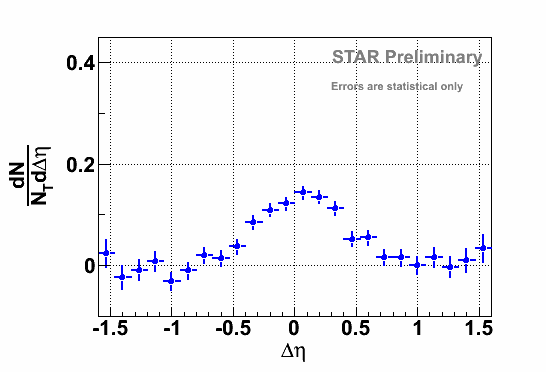 STAR Preliminary
Errors are statistical only
0.4
0.2
0
dN
N_T dΔη
-1.5 -1 -0.5 0 0.5 1 1.5
Δη